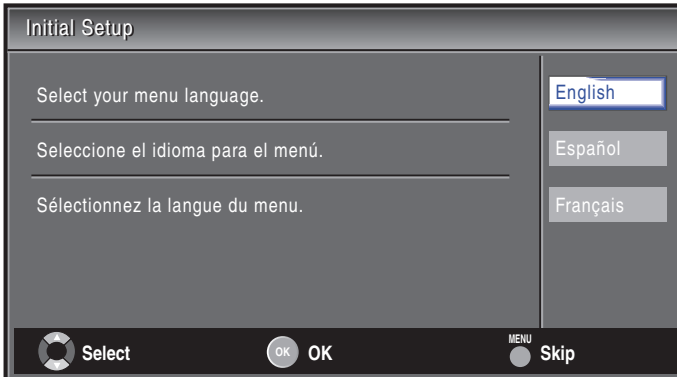 Initial Setup
Select your menu language.
Seleccione el idioma para el menú.
Sélectionnez la langue du menu.
English
Español
Français
Select
OK OK
MENU Skip